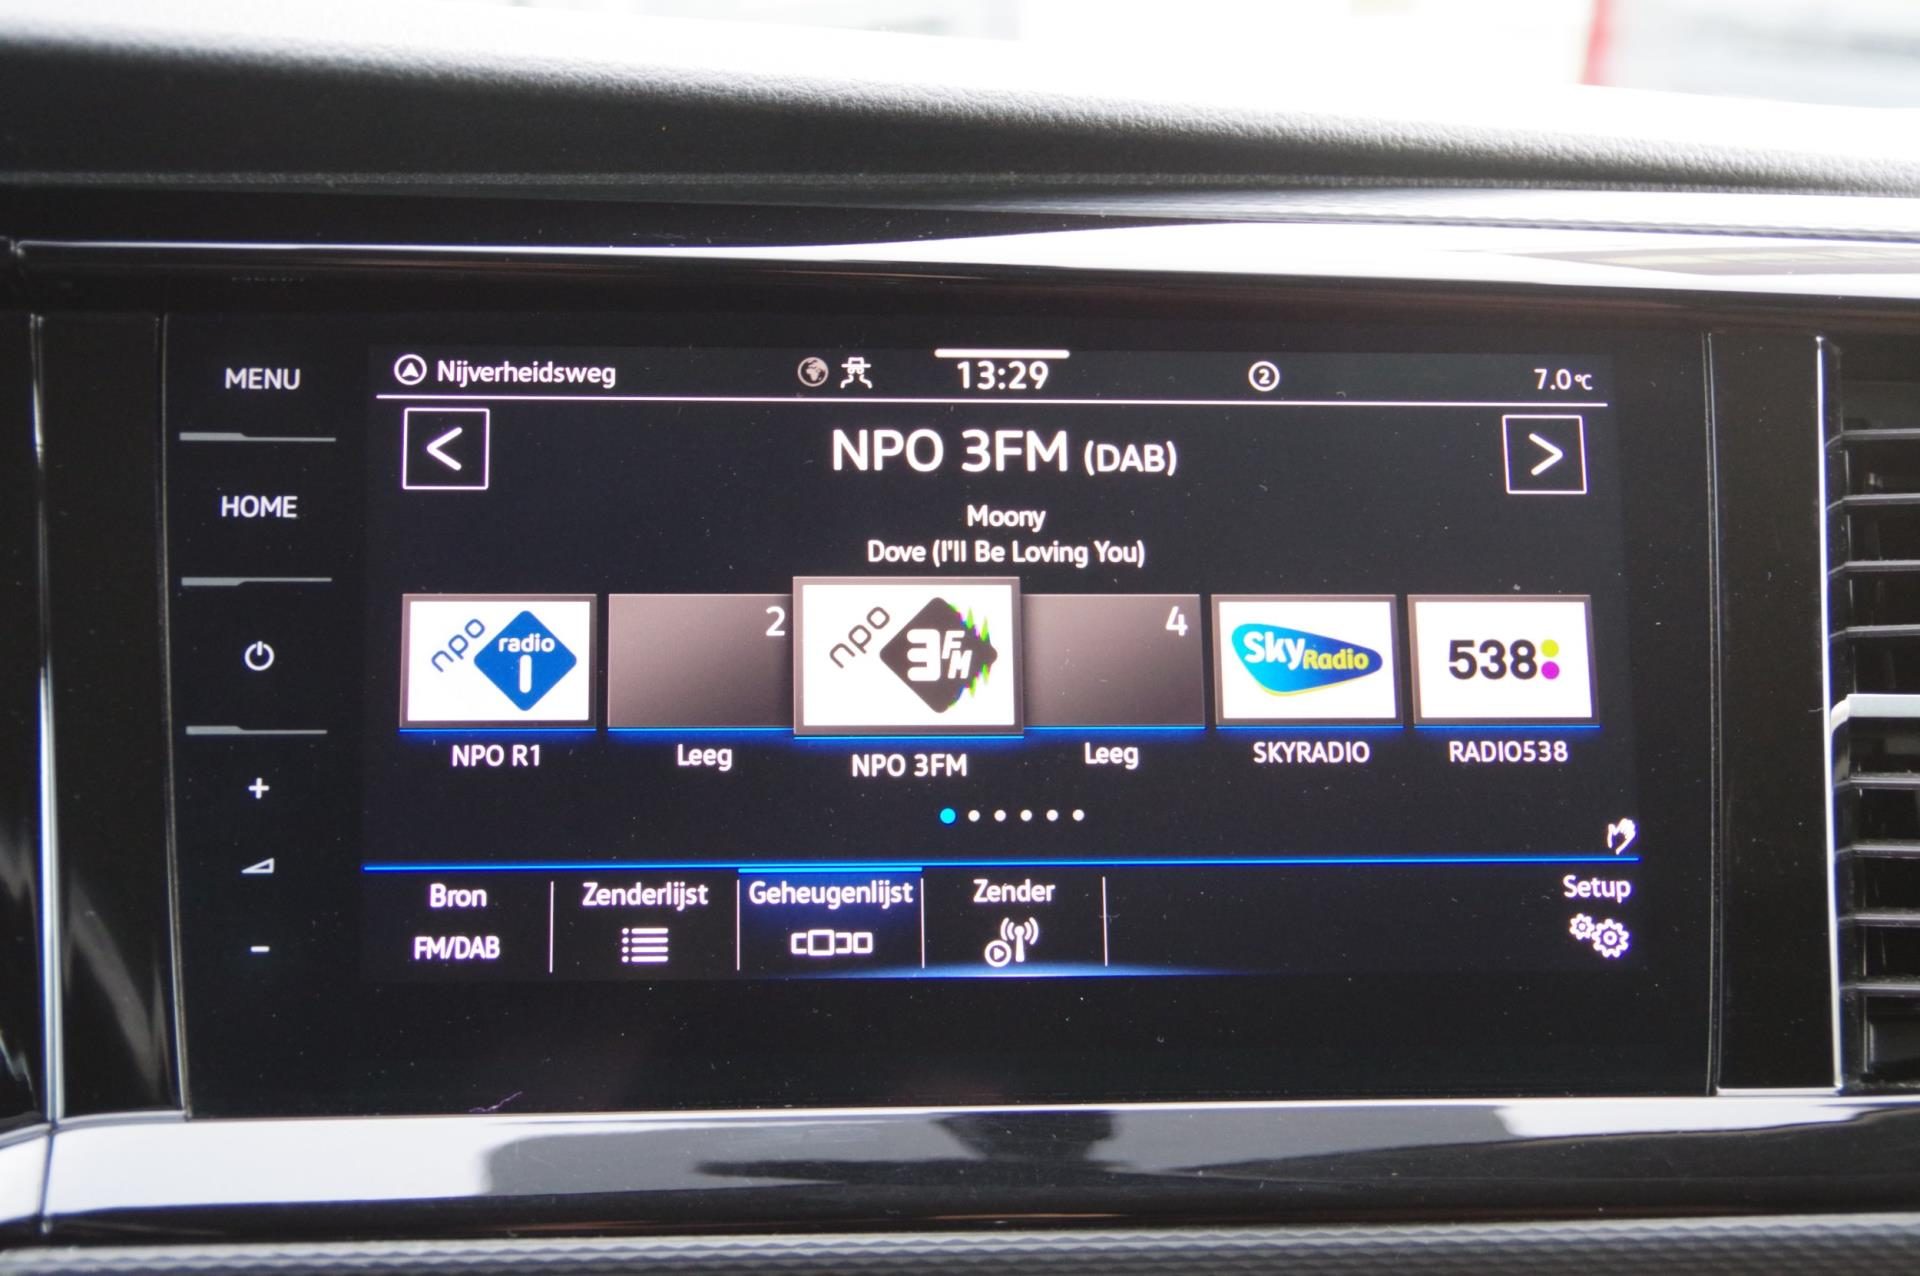 MENU
HOME
+
-
Nijverheidsweg
13:29
2
7.0°C
<
NPO 3FM (DAB)
>
Moony
Dove (I'll Be Loving You)
npo radio 1
2
npo 3FM
4
Sky Radio
538
NPO R1
Leeg
NPO 3FM
Leeg
SKYRADIO
RADIO538
Bron
FM/DAB
Zenderlijst
Geheugenlijst
Zender
Setup